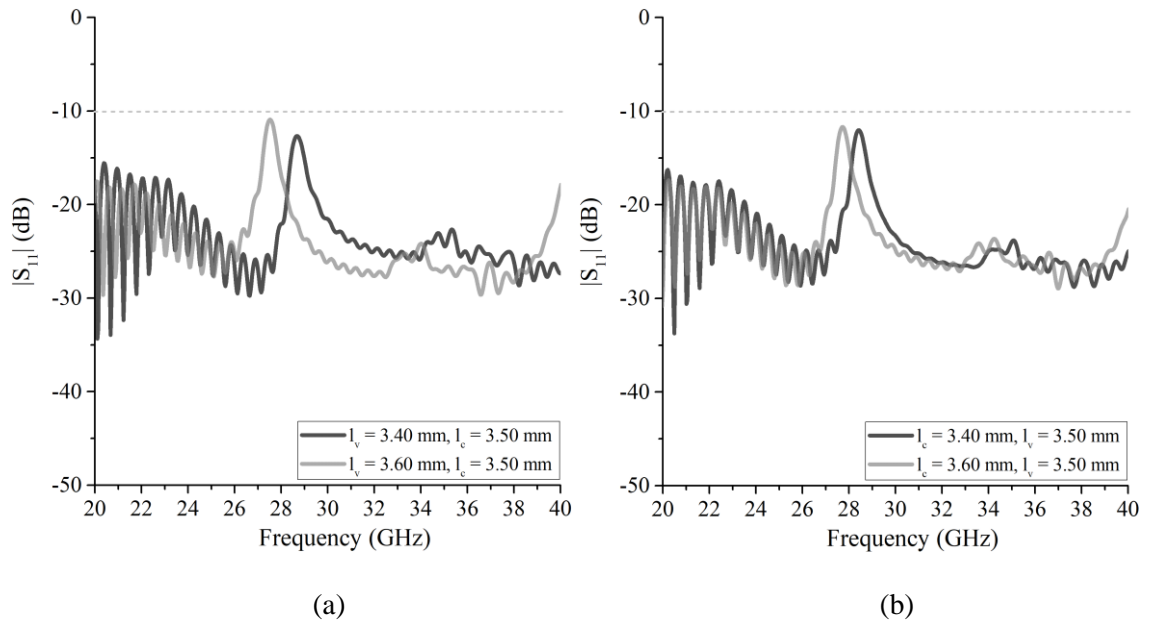 0
-10
-20
-30
-40
-50
|S11| (dB)
20 22 24 26 28 30 32 34 36 38 40
Frequency (GHz)
lv = 3.40 mm, lc = 3.50 mm
lv = 3.60 mm, lc = 3.50 mm
(a)
0
-10
-20
-30
-40
-50
|S11| (dB)
20 22 24 26 28 30 32 34 36 38 40
Frequency (GHz)
lc = 3.40 mm, lv = 3.50 mm
lc = 3.60 mm, lv = 3.50 mm
(b)